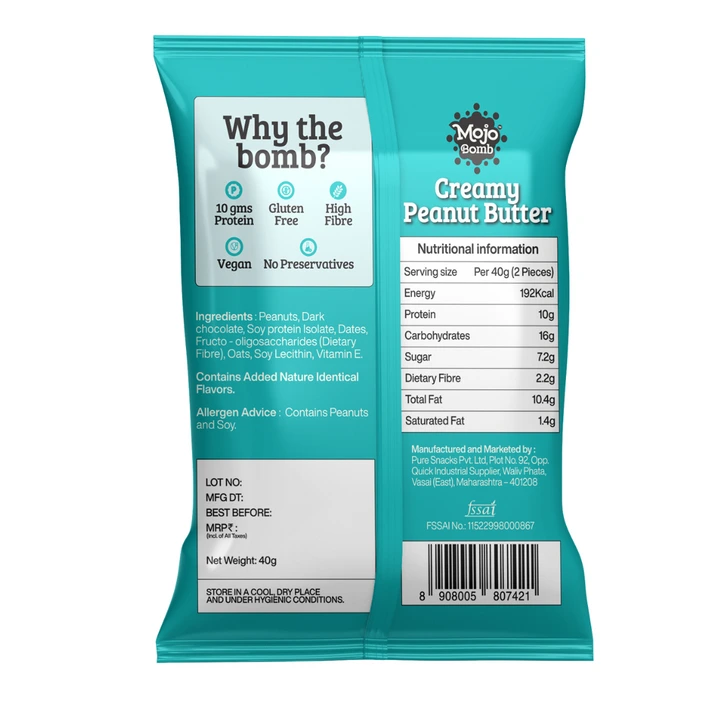 Why the
bomb?
10 gms
Protein
Gluten
Free
High
Fibre
Vegan
No Preservatives
Ingredients : Peanuts, Dark
chocolate, Soy protein Isolate, Dates,
Fructo - oligosaccharides (Dietary
Fibre), Oats, Soy Lecithin, Vitamin E.
Contains Added Nature Identical
Flavors.
Allergen Advice : Contains Peanuts
and Soy.
LOT NO:
MFG DT:
BEST BEFORE:
MRP₹ :
(incl. of All Taxes)
Net Weight: 40g
STORE IN A COOL, DRY PLACE
AND UNDER HYGIENIC CONDITIONS.
Mojo
Bomb
Creamy
Peanut Butter
Nutritional information
Serving size Per 40g (2 Pieces)
Energy 192Kcal
Protein 10g
Carbohydrates 16g
Sugar 7.2g
Dietary Fibre 2.2g
Total Fat 10.4g
Saturated Fat 1.4g
Manufactured and Marketed by :
Pure Snacks Pvt. Ltd, Plot No. 92, Opp.
Quick Industrial Supplier, Waliv Phata,
Vasai (East), Maharashtra - 401208
fssai
FSSAI No.: 11522998000867
8 908005 807421